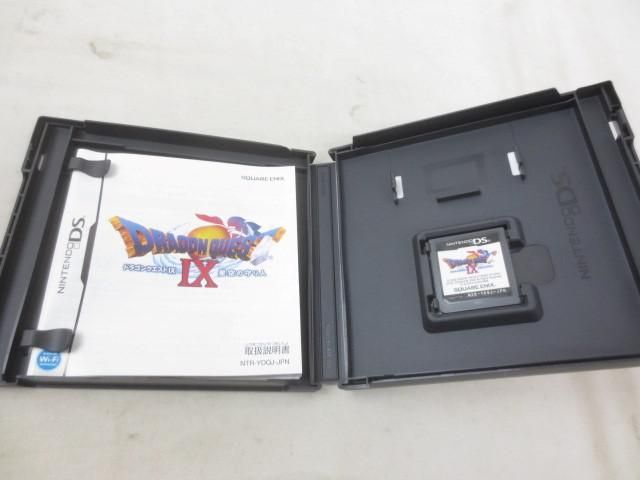 NINTENDO DS
Wi-Fi
SQUARE ENIX
DRAGON QUEST
IX
ドラゴンクエストIX 星空の守り人
取扱説明書
NTR-YDQJ-JPN
NINTENDO DS
NINTENDO DS
SQUARE ENIX